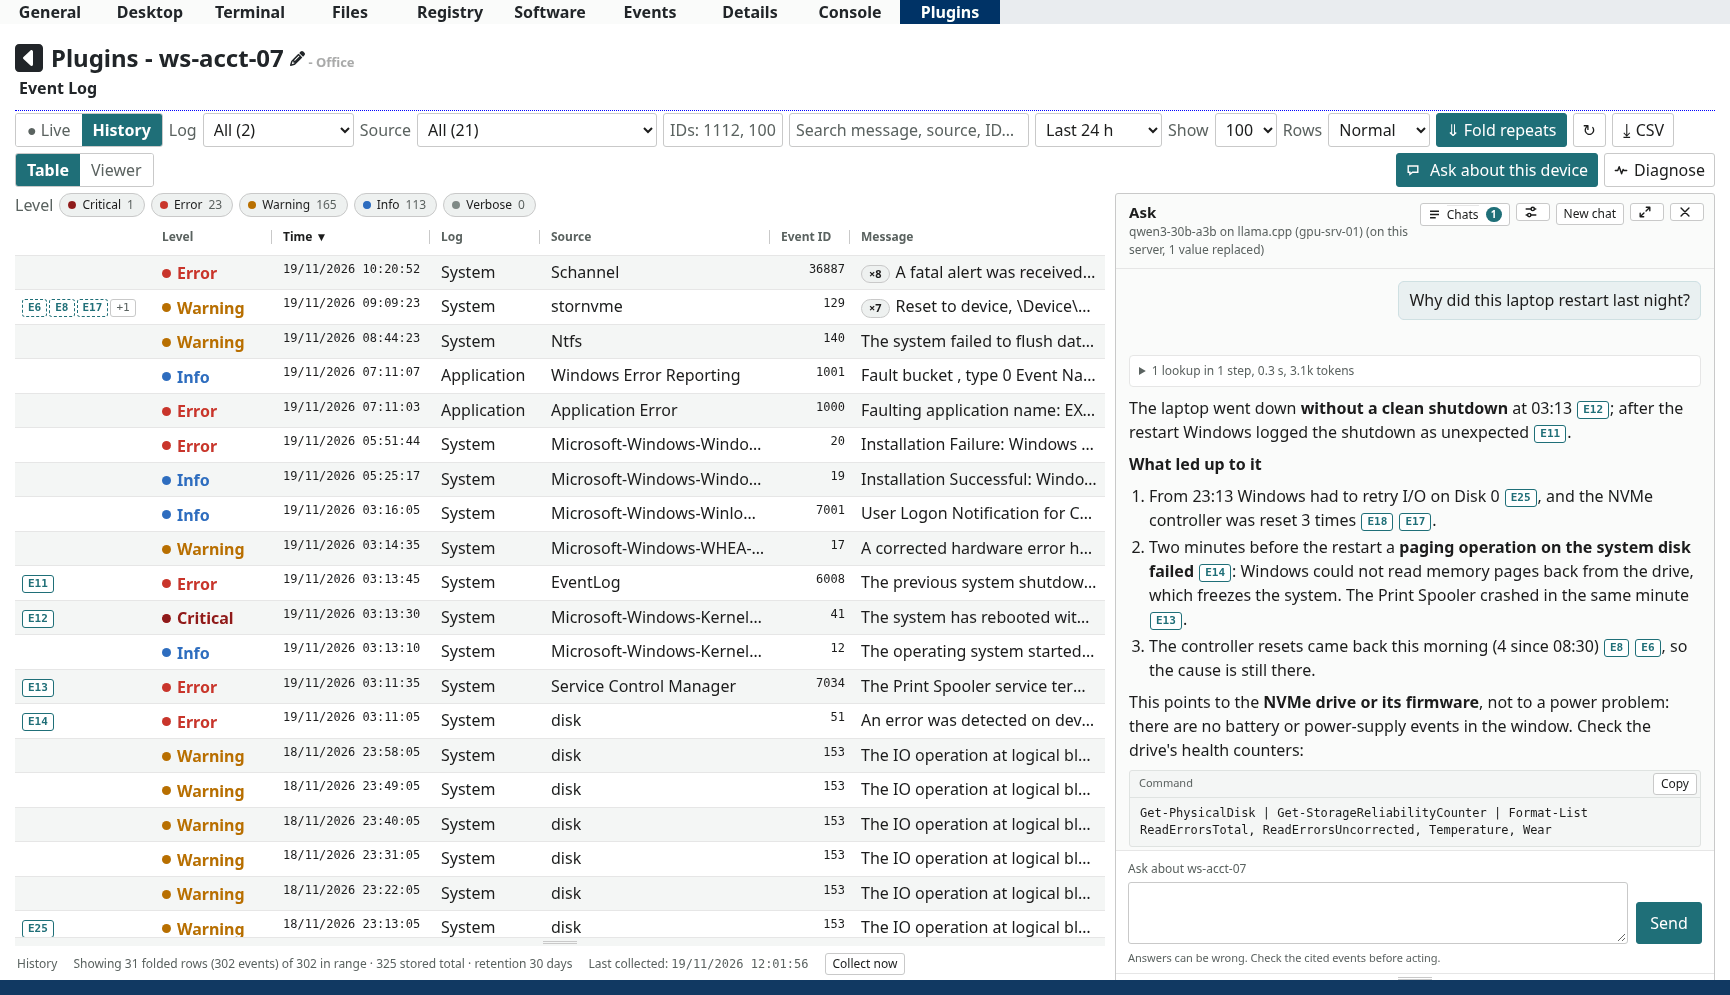 General Desktop Terminal Files Registry Software Events Details Console Plugins
Plugins - ws-acct-07 - Office
Event Log
Live History Log All (2) Source All (21) IDs: 1112, 100 Search message, source, ID... Last 24 h Show 100 Rows Normal ⇓ Fold repeats ↻ ⤓ CSV
Table Viewer Ask about this device Diagnose
Level Critical 1 Error 23 Warning 165 Info 113 Verbose 0
Level Time ▼ Log Source Event ID Message
Error 19/11/2026 10:20:52 System Schannel 36887 ×8 A fatal alert was received...
E6 E8 E17 +1 Warning 19/11/2026 09:09:23 System stornvme 129 ×7 Reset to device, \Device\...
Warning 19/11/2026 08:44:23 System Ntfs 140 The system failed to flush dat...
Info 19/11/2026 07:11:07 Application Windows Error Reporting 1001 Fault bucket , type 0 Event Na...
Error 19/11/2026 07:11:03 Application Application Error 1000 Faulting application name: EX...
Error 19/11/2026 05:51:44 System Microsoft-Windows-Windo... 20 Installation Failure: Windows ...
Info 19/11/2026 05:25:17 System Microsoft-Windows-Windo... 19 Installation Successful: Windo...
Info 19/11/2026 03:16:05 System Microsoft-Windows-Winlo... 7001 User Logon Notification for C...
Warning 19/11/2026 03:14:35 System Microsoft-Windows-WHEA-... 17 A corrected hardware error h...
E11 Error 19/11/2026 03:13:45 System EventLog 6008 The previous system shutdow...
E12 Critical 19/11/2026 03:13:30 System Microsoft-Windows-Kernel... 41 The system has rebooted wit...
Info 19/11/2026 03:13:10 System Microsoft-Windows-Kernel... 12 The operating system started...
E13 Error 19/11/2026 03:11:35 System Service Control Manager 7034 The Print Spooler service ter...
E14 Error 19/11/2026 03:11:05 System disk 51 An error was detected on dev...
Warning 18/11/2026 23:58:05 System disk 153 The IO operation at logical bl...
Warning 18/11/2026 23:49:05 System disk 153 The IO operation at logical bl...
Warning 18/11/2026 23:40:05 System disk 153 The IO operation at logical bl...
Warning 18/11/2026 23:31:05 System disk 153 The IO operation at logical bl...
Warning 18/11/2026 23:22:05 System disk 153 The IO operation at logical bl...
E25 Warning 18/11/2026 23:13:05 System disk 153 The IO operation at logical bl...
History Showing 31 folded rows (302 events) of 302 in range · 325 stored total · retention 30 days Last collected: 19/11/2026 12:01:56 Collect now
Ask Chats 1 New chat
qwen3-30b-a3b on llama.cpp (gpu-srv-01) (on this
server, 1 value replaced)
Why did this laptop restart last night?
1 lookup in 1 step, 0.3 s, 3.1k tokens
The laptop went down without a clean shutdown at 03:13 E12; after the
restart Windows logged the shutdown as unexpected E11.
What led up to it
1. From 23:13 Windows had to retry I/O on Disk 0 E25, and the NVMe
controller was reset 3 times E18 E17.
2. Two minutes before the restart a paging operation on the system disk
failed E14: Windows could not read memory pages back from the drive,
which freezes the system. The Print Spooler crashed in the same minute
E13.
3. The controller resets came back this morning (4 since 08:30) E8 E6, so
the cause is still there.
This points to the NVMe drive or its firmware, not to a power problem:
there are no battery or power-supply events in the window. Check the
drive's health counters:
Command Copy
Get-PhysicalDisk | Get-StorageReliabilityCounter | Format-List
ReadErrorsTotal, ReadErrorsUncorrected, Temperature, Wear
Ask about ws-acct-07
Send
Answers can be wrong. Check the cited events before acting.